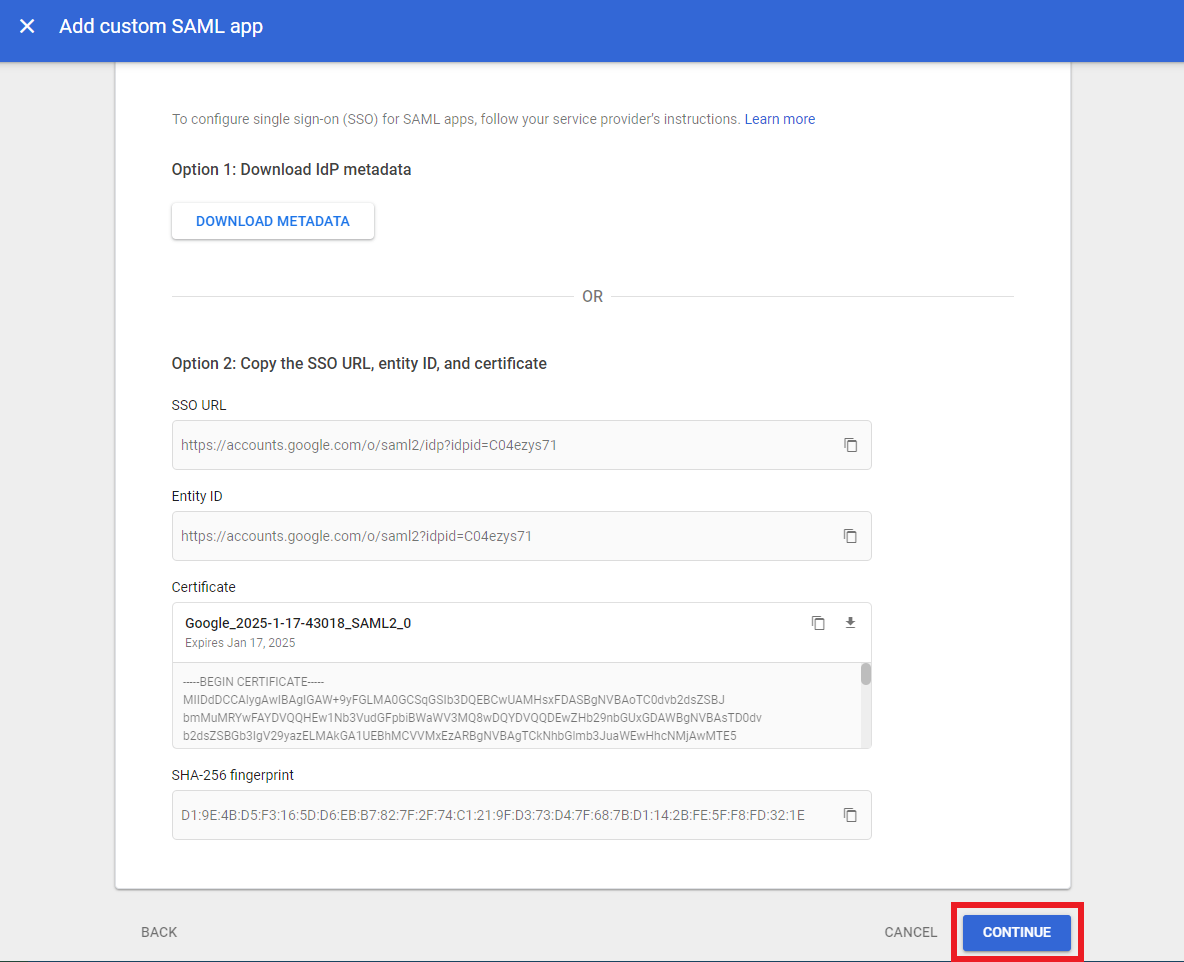 Add custom SAML app
To configure single sign-on (SSO) for SAML apps, follow your service provider's instructions. Learn more
Option 1: Download IdP metadata
DOWNLOAD METADATA
OR
Option 2: Copy the SSO URL, entity ID, and certificate
SSO URL
https://accounts.google.com/o/saml2/idp?idpid=C04ezys71
Entity ID
https://accounts.google.com/o/saml2?idpid=C04ezys71
Certificate
Google_2025-1-17-43018_SAML2_0
Expires Jan 17, 2025
-----BEGIN CERTIFICATE-----
MIIDdDCCAlygAwIBAgIGAW+9yFGLMA0GCSqGSIb3DQEBCwUAMHsxFDASBgNVBAoTC0dvb2dsZSBJ
bmMuMRYwFAYDVQQHEw1Nb3VudGFpbiBWaWV3MQ8wDQYDVQQDEwZHb29nbGUxGDAWBgNVBAsTD0dv
b2dsZSBGb3IgV29yazELMAkGA1UEBhMCVVMxEzARBgNVBAgTCkNhbGlmb3JuaWEwHhcNMjAwMTE5
SHA-256 fingerprint
D1:9E:4B:D5:F3:16:5D:D6:EB:B7:82:7F:2F:74:C1:21:9F:D3:73:D4:7F:68:7B:D1:14:2B:FE:5F:F8:FD:32:1E
BACK
CANCEL
CONTINUE